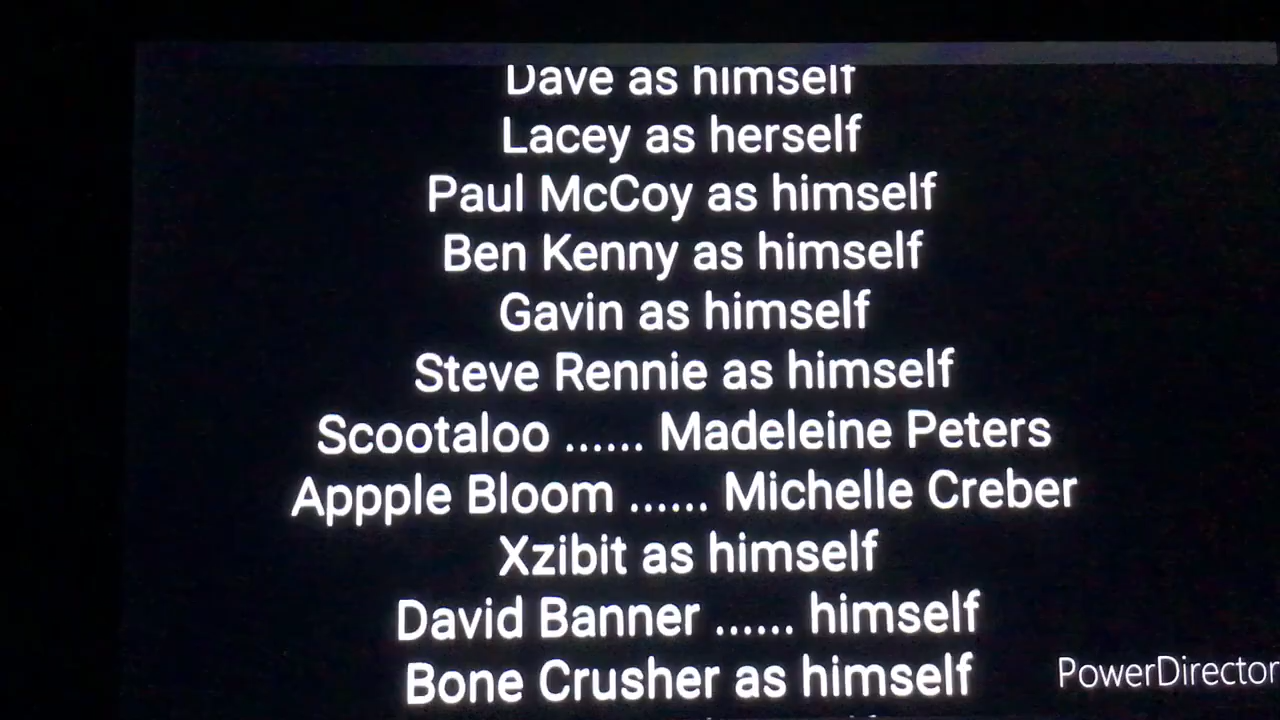 Dave as himself
Lacey as herself
Paul McCoy as himself
Ben Kenny as himself
Gavin as himself
Steve Rennie as himself
Scootaloo ...... Madeleine Peters
Appple Bloom ...... Michelle Creber
Xzibit as himself
David Banner ...... himself
Bone Crusher as himself
PowerDirector